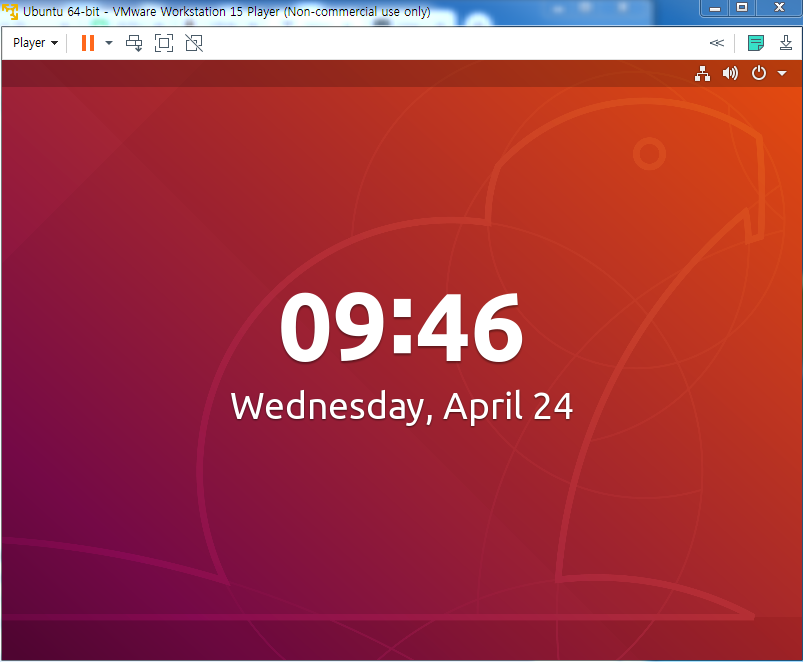 Ubuntu 64-bit - VMware Workstation 15 Player (Non-commercial use only)
Player
09:46
Wednesday, April 24